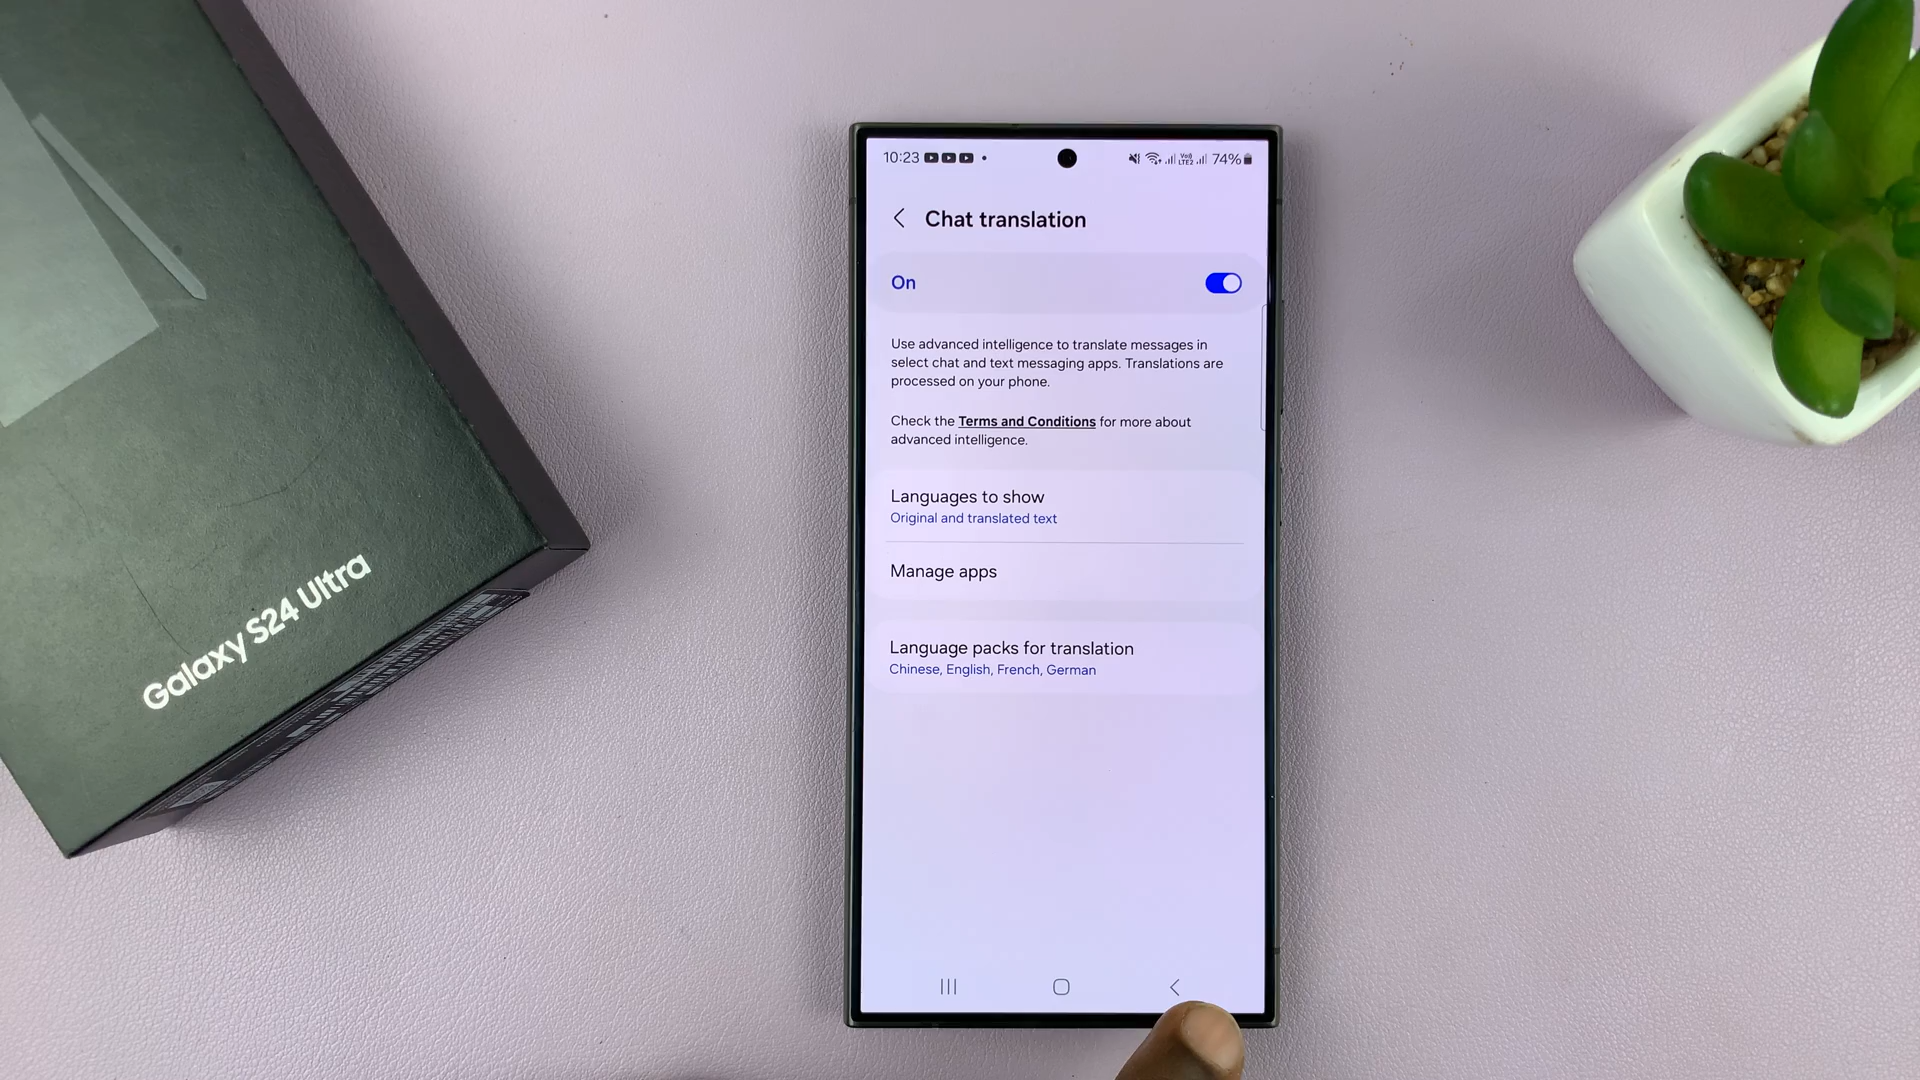 Galaxy S24 Ultra
10:23
74%
Chat translation
On
Use advanced intelligence to translate messages in
select chat and text messaging apps. Translations are
processed on your phone.
Check the Terms and Conditions for more about
advanced intelligence.
Languages to show
Original and translated text
Manage apps
Language packs for translation
Chinese, English, French, German